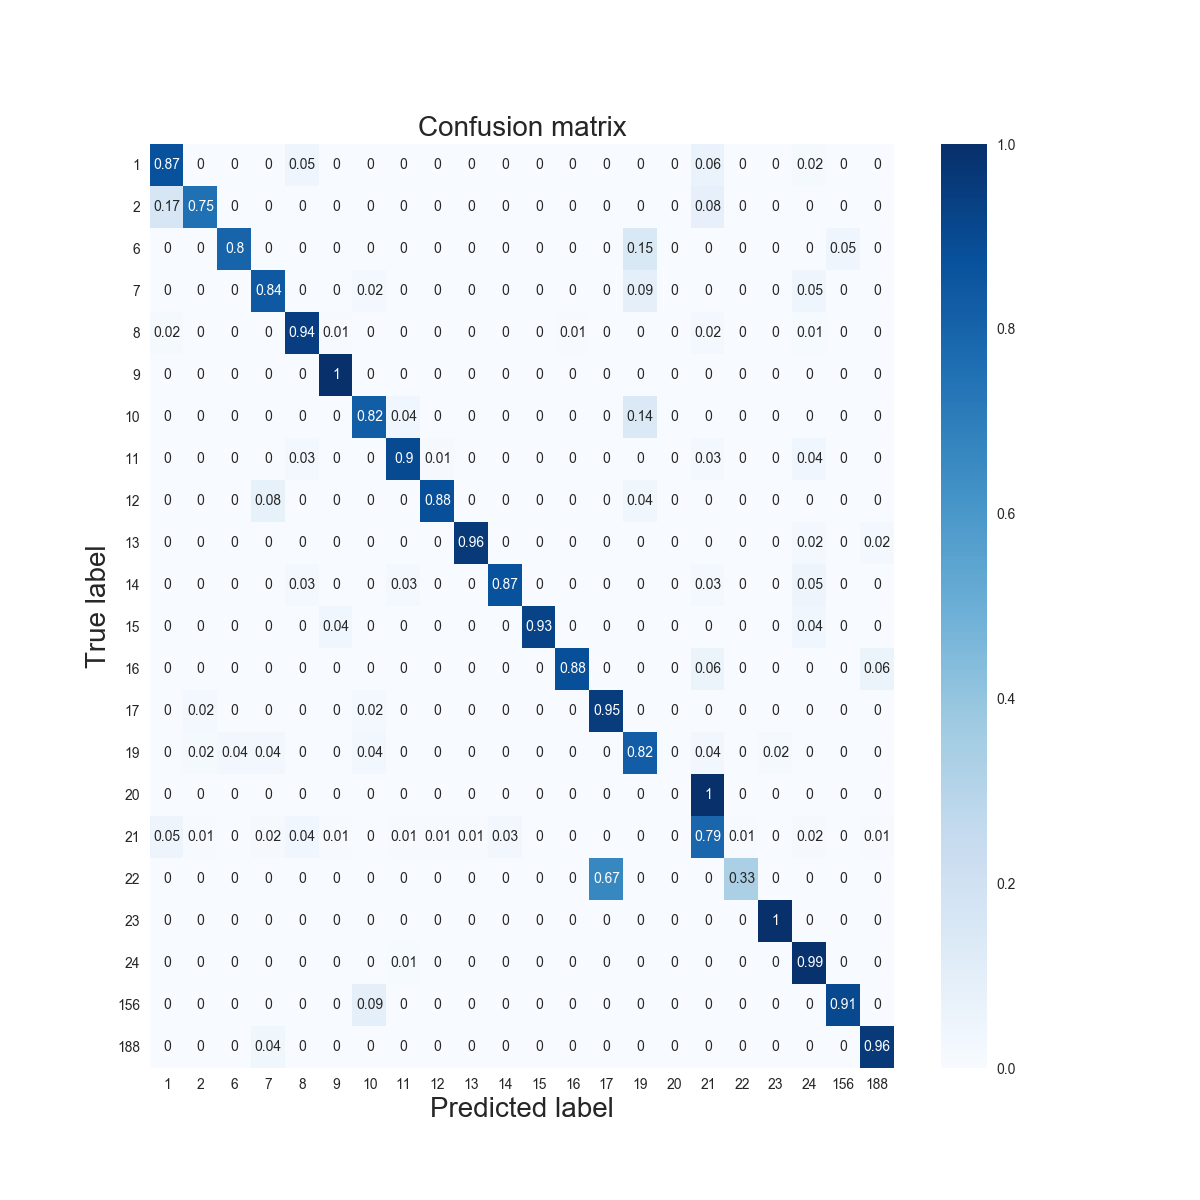 Confusion matrix
1 0.87 0 0 0 0.05 0 0 0 0 0 0 0 0 0 0 0 0.06 0 0 0.02 0 0
2 0.17 0.75 0 0 0 0 0 0 0 0 0 0 0 0 0 0 0.08 0 0 0 0 0
6 0 0 0.8 0 0 0 0 0 0 0 0 0 0 0 0.15 0 0 0 0 0 0.05 0
7 0 0 0 0.84 0 0 0.02 0 0 0 0 0 0 0 0.09 0 0 0 0 0.05 0 0
8 0.02 0 0 0 0.94 0.01 0 0 0 0 0 0 0.01 0 0 0 0.02 0 0 0.01 0 0
9 0 0 0 0 0 1 0 0 0 0 0 0 0 0 0 0 0 0 0 0 0 0
10 0 0 0 0 0 0 0.82 0.04 0 0 0 0 0 0 0.14 0 0 0 0 0 0 0
11 0 0 0 0 0.03 0 0 0.9 0.01 0 0 0 0 0 0 0 0.03 0 0 0.04 0 0
12 0 0 0 0.08 0 0 0 0 0.88 0 0 0 0 0 0.04 0 0 0 0 0 0 0
13 0 0 0 0 0 0 0 0 0 0.96 0 0 0 0 0 0 0 0 0 0.02 0 0.02
14 0 0 0 0 0.03 0 0 0.03 0 0 0.87 0 0 0 0 0 0.03 0 0 0.05 0 0
15 0 0 0 0 0 0.04 0 0 0 0 0 0.93 0 0 0 0 0 0 0 0.04 0 0
16 0 0 0 0 0 0 0 0 0 0 0 0 0.88 0 0 0 0.06 0 0 0 0 0.06
17 0 0.02 0 0 0 0 0.02 0 0 0 0 0 0 0.95 0 0 0 0 0 0 0 0
19 0 0.02 0.04 0.04 0 0 0.04 0 0 0 0 0 0 0 0.82 0 0.04 0 0.02 0 0 0
20 0 0 0 0 0 0 0 0 0 0 0 0 0 0 0 0 1 0 0 0 0 0
21 0.05 0.01 0 0.02 0.04 0.01 0 0.01 0.01 0.01 0.03 0 0 0 0 0 0.79 0.01 0 0.02 0 0.01
22 0 0 0 0 0 0 0 0 0 0 0 0 0 0.67 0 0 0 0.33 0 0 0 0
23 0 0 0 0 0 0 0 0 0 0 0 0 0 0 0 0 0 0 1 0 0 0
24 0 0 0 0 0 0 0 0.01 0 0 0 0 0 0 0 0 0 0 0 0.99 0 0
156 0 0 0 0 0 0 0.09 0 0 0 0 0 0 0 0 0 0 0 0 0 0.91 0
188 0 0 0 0.04 0 0 0 0 0 0 0 0 0 0 0 0 0 0 0 0 0 0.96
1 2 6 7 8 9 10 11 12 13 14 15 16 17 19 20 21 22 23 24 156 188
Predicted label
True label
1.0
0.8
0.6
0.4
0.2
0.0